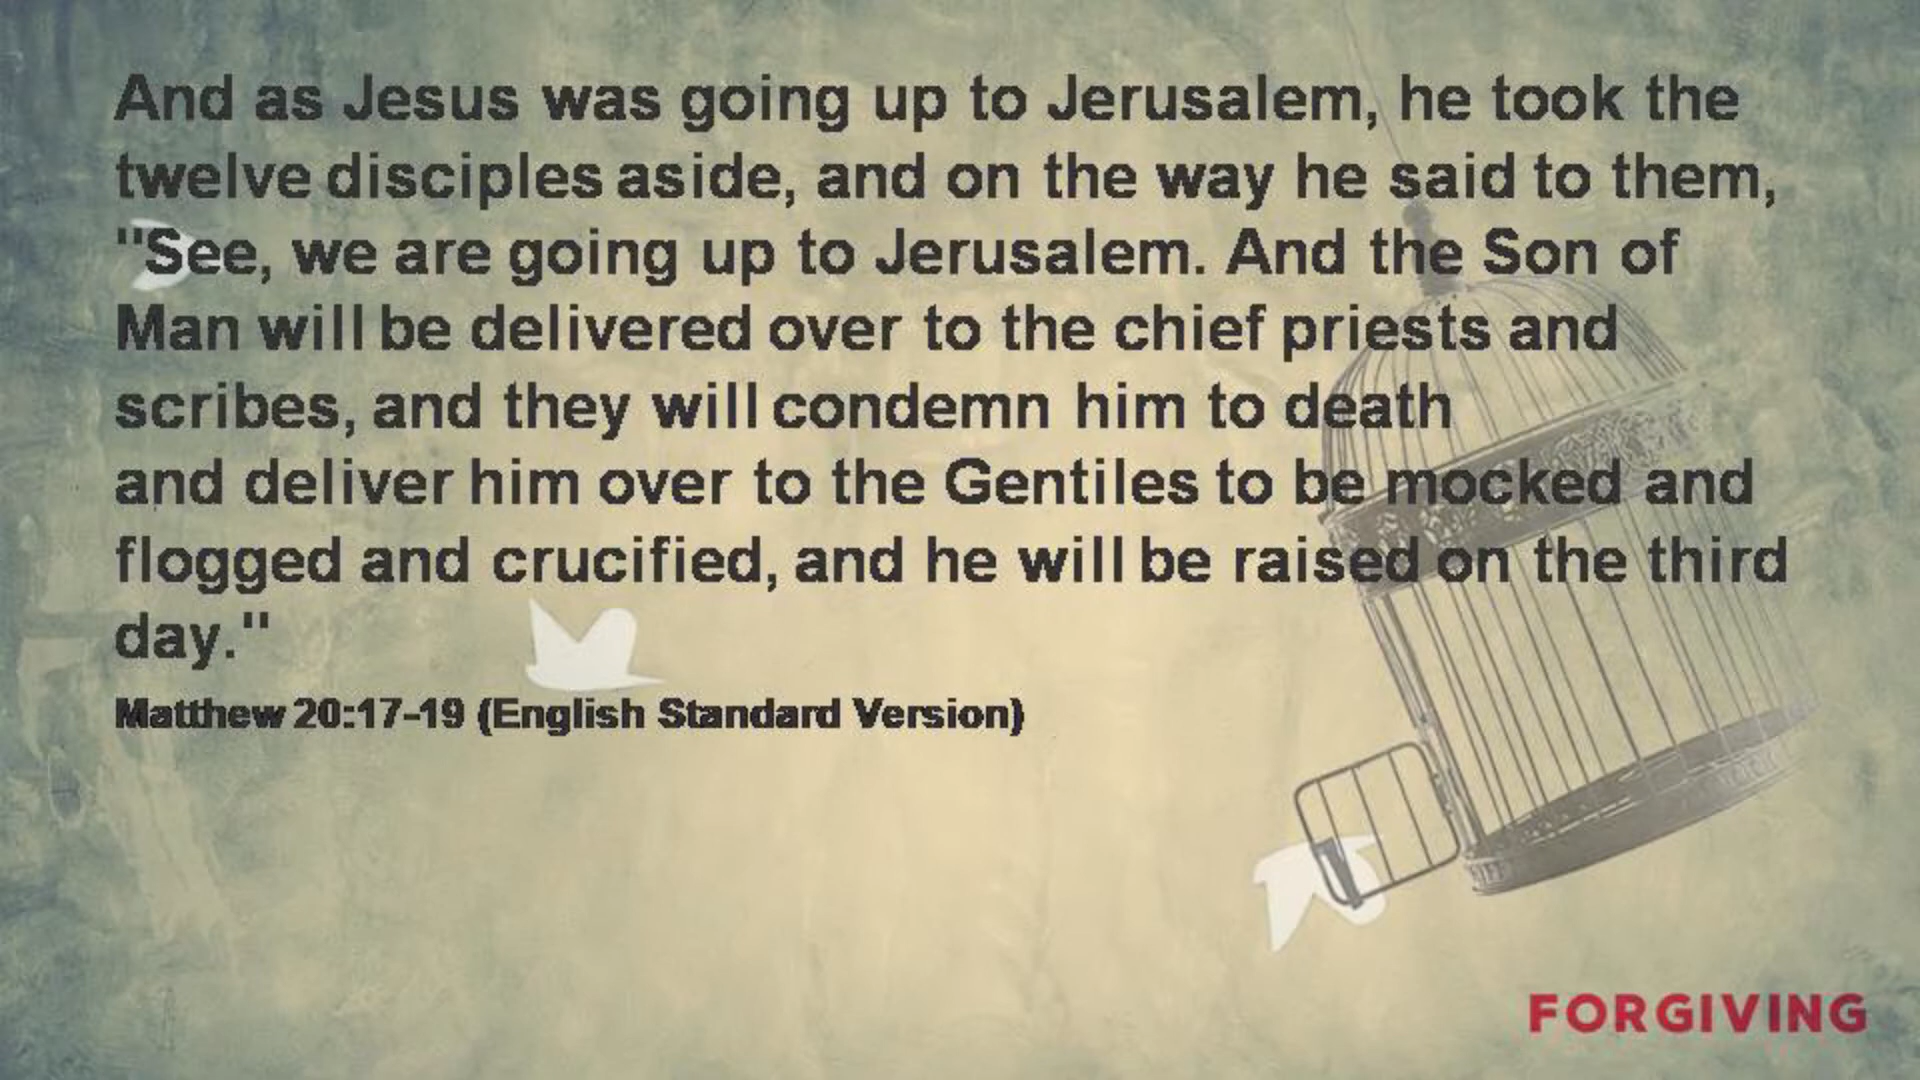 And as Jesus was going up to Jerusalem, he took the
twelve disciples aside, and on the way he said to them,
"See, we are going up to Jerusalem. And the Son of
Man will be delivered over to the chief priests and
scribes, and they will condemn him to death
and deliver him over to the Gentiles to be mocked and
flogged and crucified, and he will be raised on the third
day."
Matthew 20:17-19 (English Standard Version)
FORGIVING